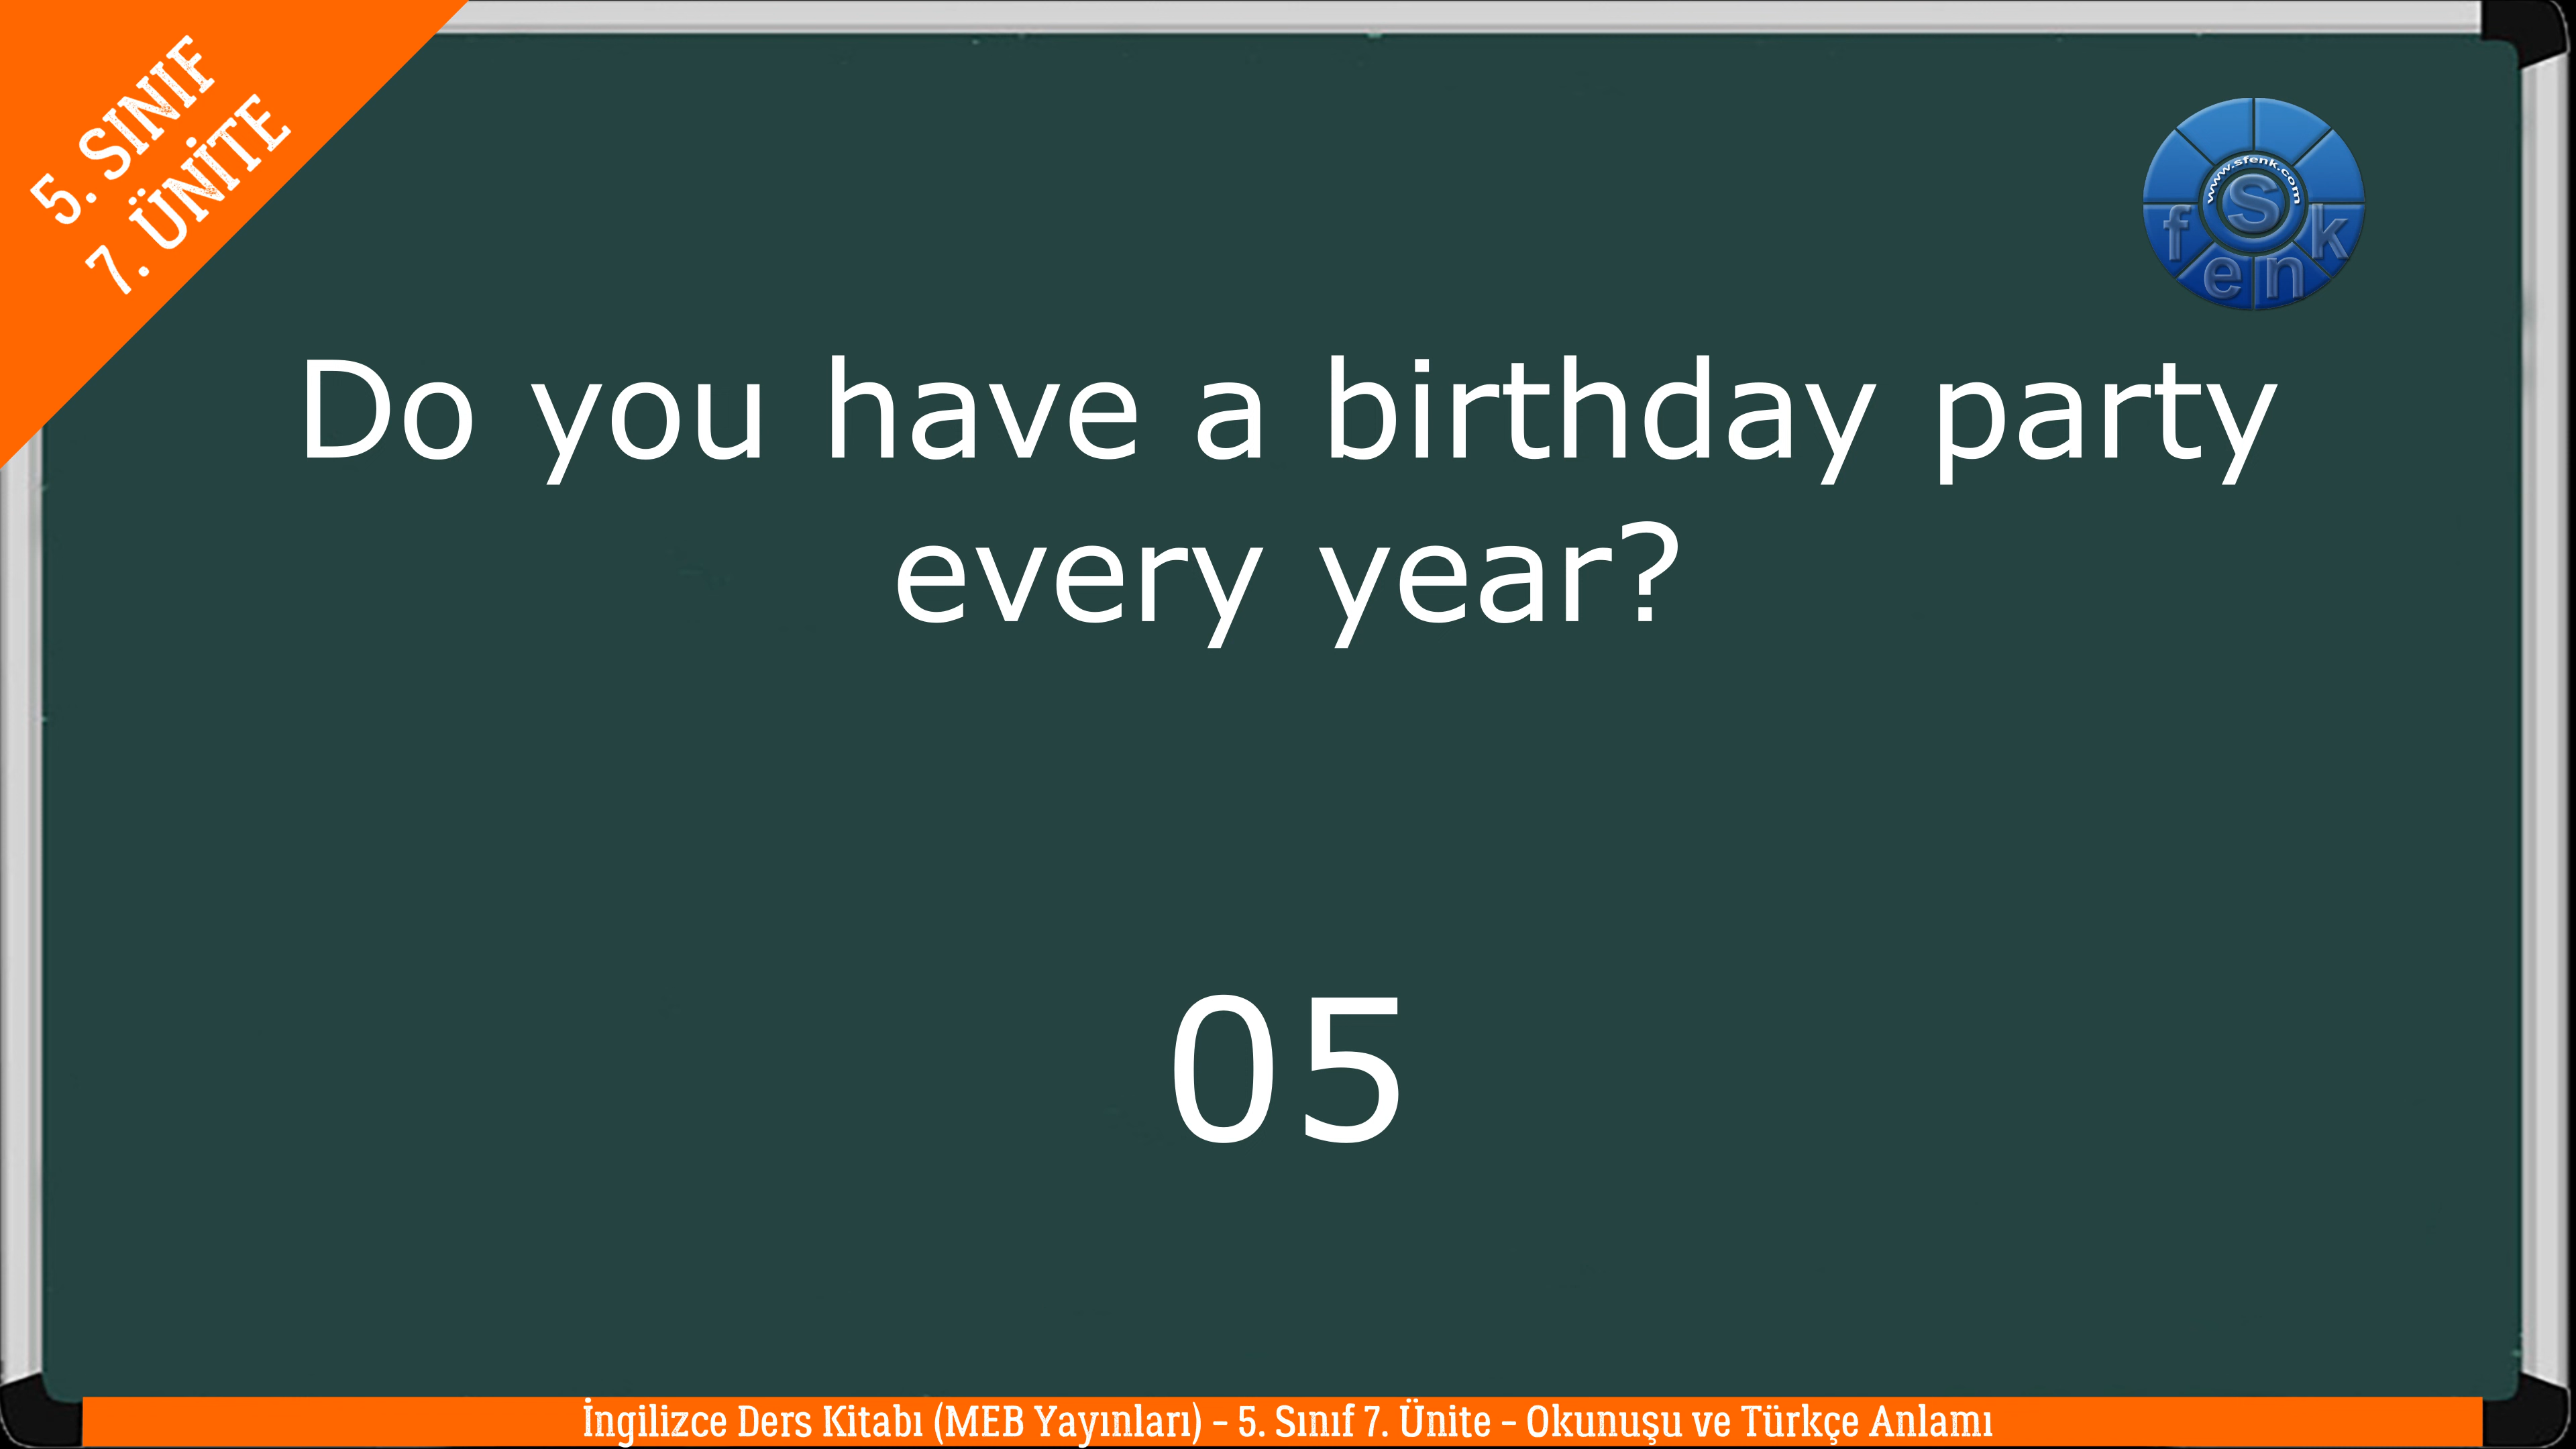 5. SINIF
7. ÜNİTE
www.sfenk.com
S
f e n k
Do you have a birthday party
every year?
05
İngilizce Ders Kitabı (MEB Yayınları) – 5. Sınıf 7. Ünite – Okunuşu ve Türkçe Anlamı